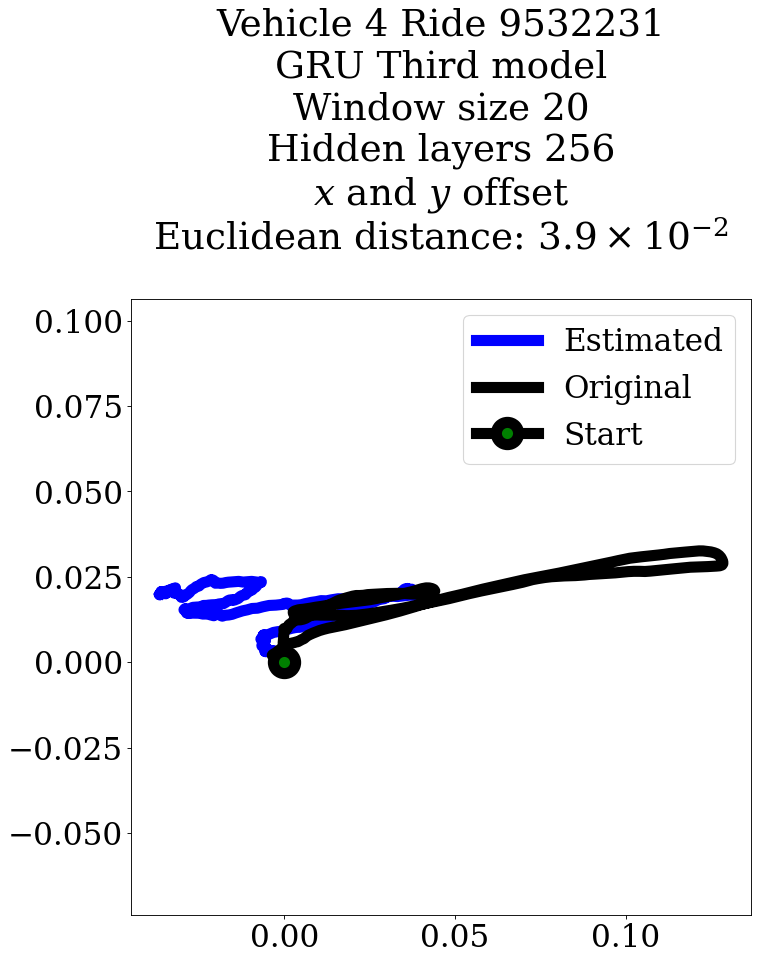 Vehicle 4 Ride 9532231
GRU Third model
Window size 20
Hidden layers 256
x and y offset
Euclidean distance: 3.9 × 10⁻²
0.100
0.075
0.050
0.025
0.000
−0.025
−0.050
Estimated
Original
Start
0.00 0.05 0.10